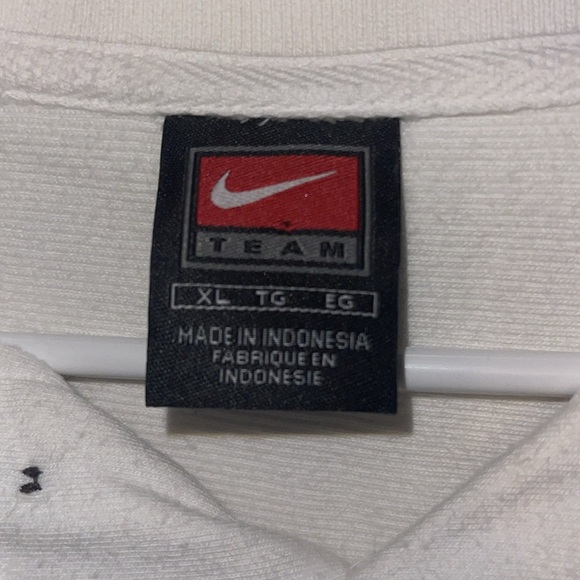 TEAM
XL TG EG
MADE IN INDONESIA
FABRIQUE EN
INDONESIE